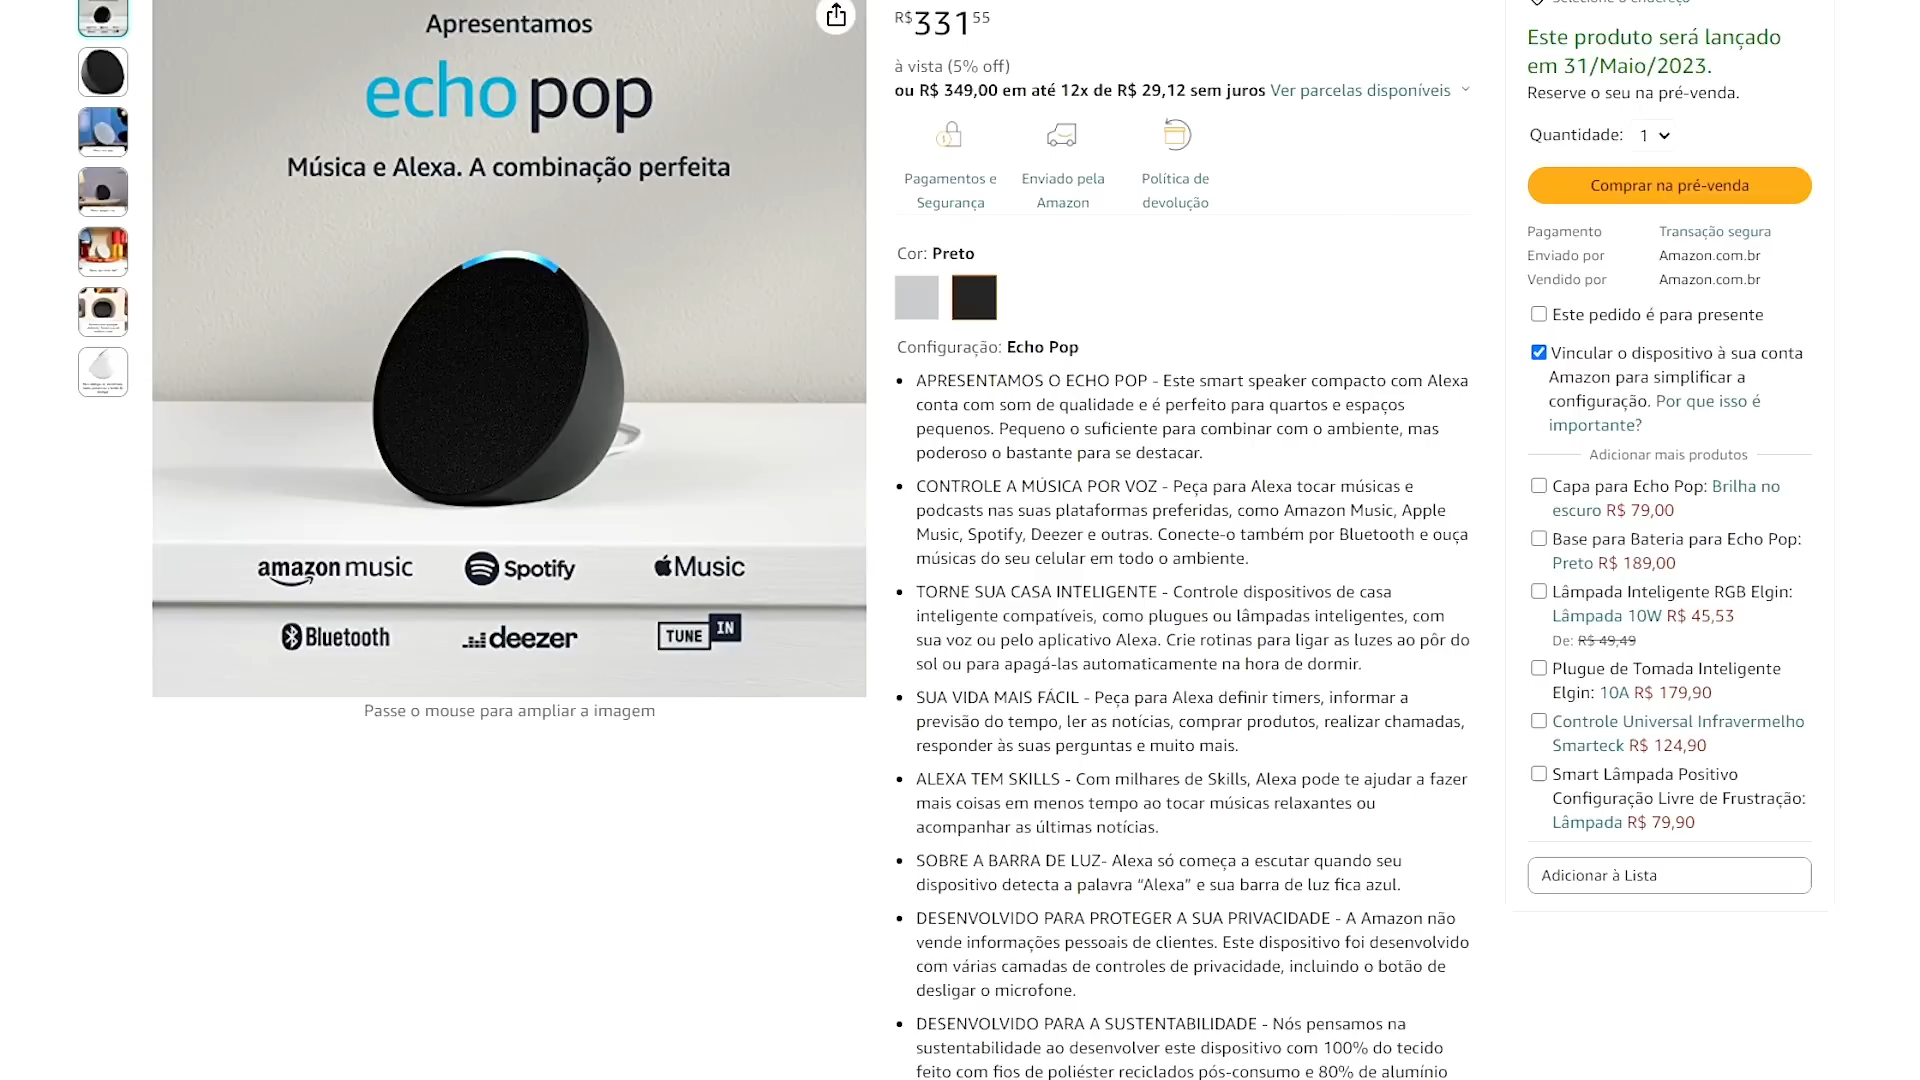 Apresentamos
echo pop
Música e Alexa. A combinação perfeita
amazon music
Spotify
Music
Bluetooth
deezer
TUNE IN
Passe o mouse para ampliar a imagem
R$ 331 55
à vista (5% off)
ou R$ 349,00 em até 12x de R$ 29,12 sem juros Ver parcelas disponíveis
Pagamentos e
Segurança
Enviado pela
Amazon
Política de
devolução
Cor: Preto
Configuração: Echo Pop
APRESENTAMOS O ECHO POP - Este smart speaker compacto com Alexa
conta com som de qualidade e é perfeito para quartos e espaços
pequenos. Pequeno o suficiente para combinar com o ambiente, mas
poderoso o bastante para se destacar.
CONTROLE A MÚSICA POR VOZ - Peça para Alexa tocar músicas e
podcasts nas suas plataformas preferidas, como Amazon Music, Apple
Music, Spotify, Deezer e outras. Conecte-o também por Bluetooth e ouça
músicas do seu celular em todo o ambiente.
TORNE SUA CASA INTELIGENTE - Controle dispositivos de casa
inteligente compatíveis, como plugues ou lâmpadas inteligentes, com
sua voz ou pelo aplicativo Alexa. Crie rotinas para ligar as luzes ao pôr do
sol ou para apagá-las automaticamente na hora de dormir.
SUA VIDA MAIS FÁCIL - Peça para Alexa definir timers, informar a
previsão do tempo, ler as notícias, comprar produtos, realizar chamadas,
responder às suas perguntas e muito mais.
ALEXA TEM SKILLS - Com milhares de Skills, Alexa pode te ajudar a fazer
mais coisas em menos tempo ao tocar músicas relaxantes ou
acompanhar as últimas notícias.
SOBRE A BARRA DE LUZ- Alexa só começa a escutar quando seu
dispositivo detecta a palavra “Alexa” e sua barra de luz fica azul.
DESENVOLVIDO PARA PROTEGER A SUA PRIVACIDADE - A Amazon não
vende informações pessoais de clientes. Este dispositivo foi desenvolvido
com várias camadas de controles de privacidade, incluindo o botão de
desligar o microfone.
DESENVOLVIDO PARA A SUSTENTABILIDADE - Nós pensamos na
sustentabilidade ao desenvolver este dispositivo com 100% do tecido
feito com fios de poliéster reciclados pós-consumo e 80% de alumínio
Selecione o endereço
Este produto será lançado
em 31/Maio/2023.
Reserve o seu na pré-venda.
Quantidade: 1
Comprar na pré-venda
Pagamento Transação segura
Enviado por Amazon.com.br
Vendido por Amazon.com.br
Este pedido é para presente
Vincular o dispositivo à sua conta
Amazon para simplificar a
configuração. Por que isso é
importante?
Adicionar mais produtos
Capa para Echo Pop: Brilha no
escuro R$ 79,00
Base para Bateria para Echo Pop:
Preto R$ 189,00
Lâmpada Inteligente RGB Elgin:
Lâmpada 10W R$ 45,53
De: R$ 49,49
Plugue de Tomada Inteligente
Elgin: 10A R$ 179,90
Controle Universal Infravermelho
Smarteck R$ 124,90
Smart Lâmpada Positivo
Configuração Livre de Frustração:
Lâmpada R$ 79,90
Adicionar à Lista